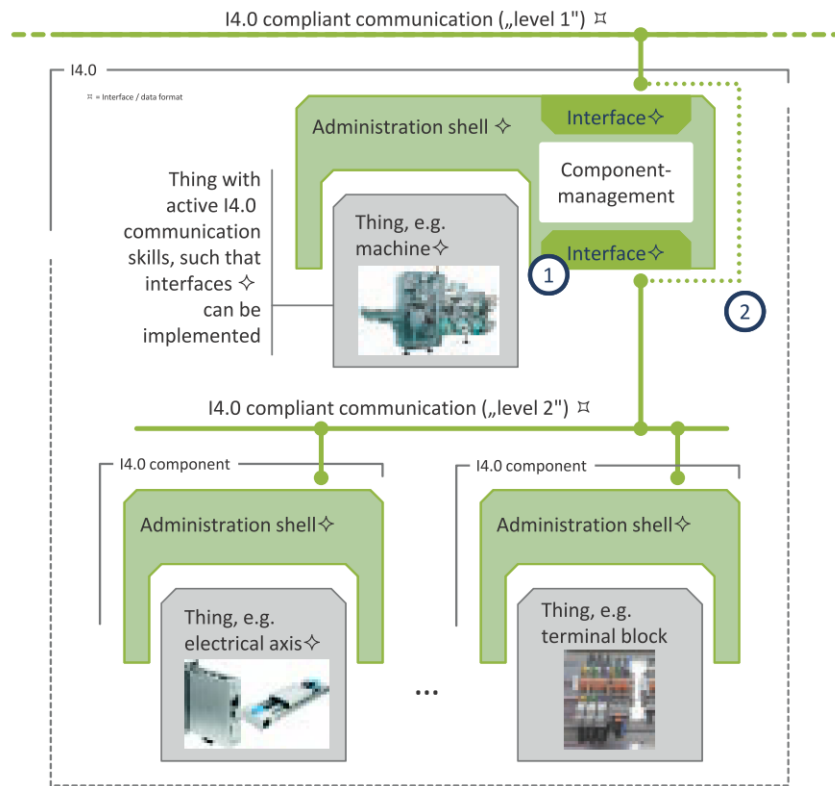 I4.0 compliant communication („level 1") ¤
I4.0
¤ = Interface / data format
Administration shell ✧
Interface✧
Component-
management
Interface✧
Thing with
active I4.0
communication
skills, such that
interfaces ✧
can be
implemented
Thing, e.g.
machine✧
1
2
I4.0 compliant communication („level 2") ¤
I4.0 component
Administration shell✧
Thing, e.g.
electrical axis✧
...
I4.0 component
Administration shell✧
Thing, e.g.
terminal block